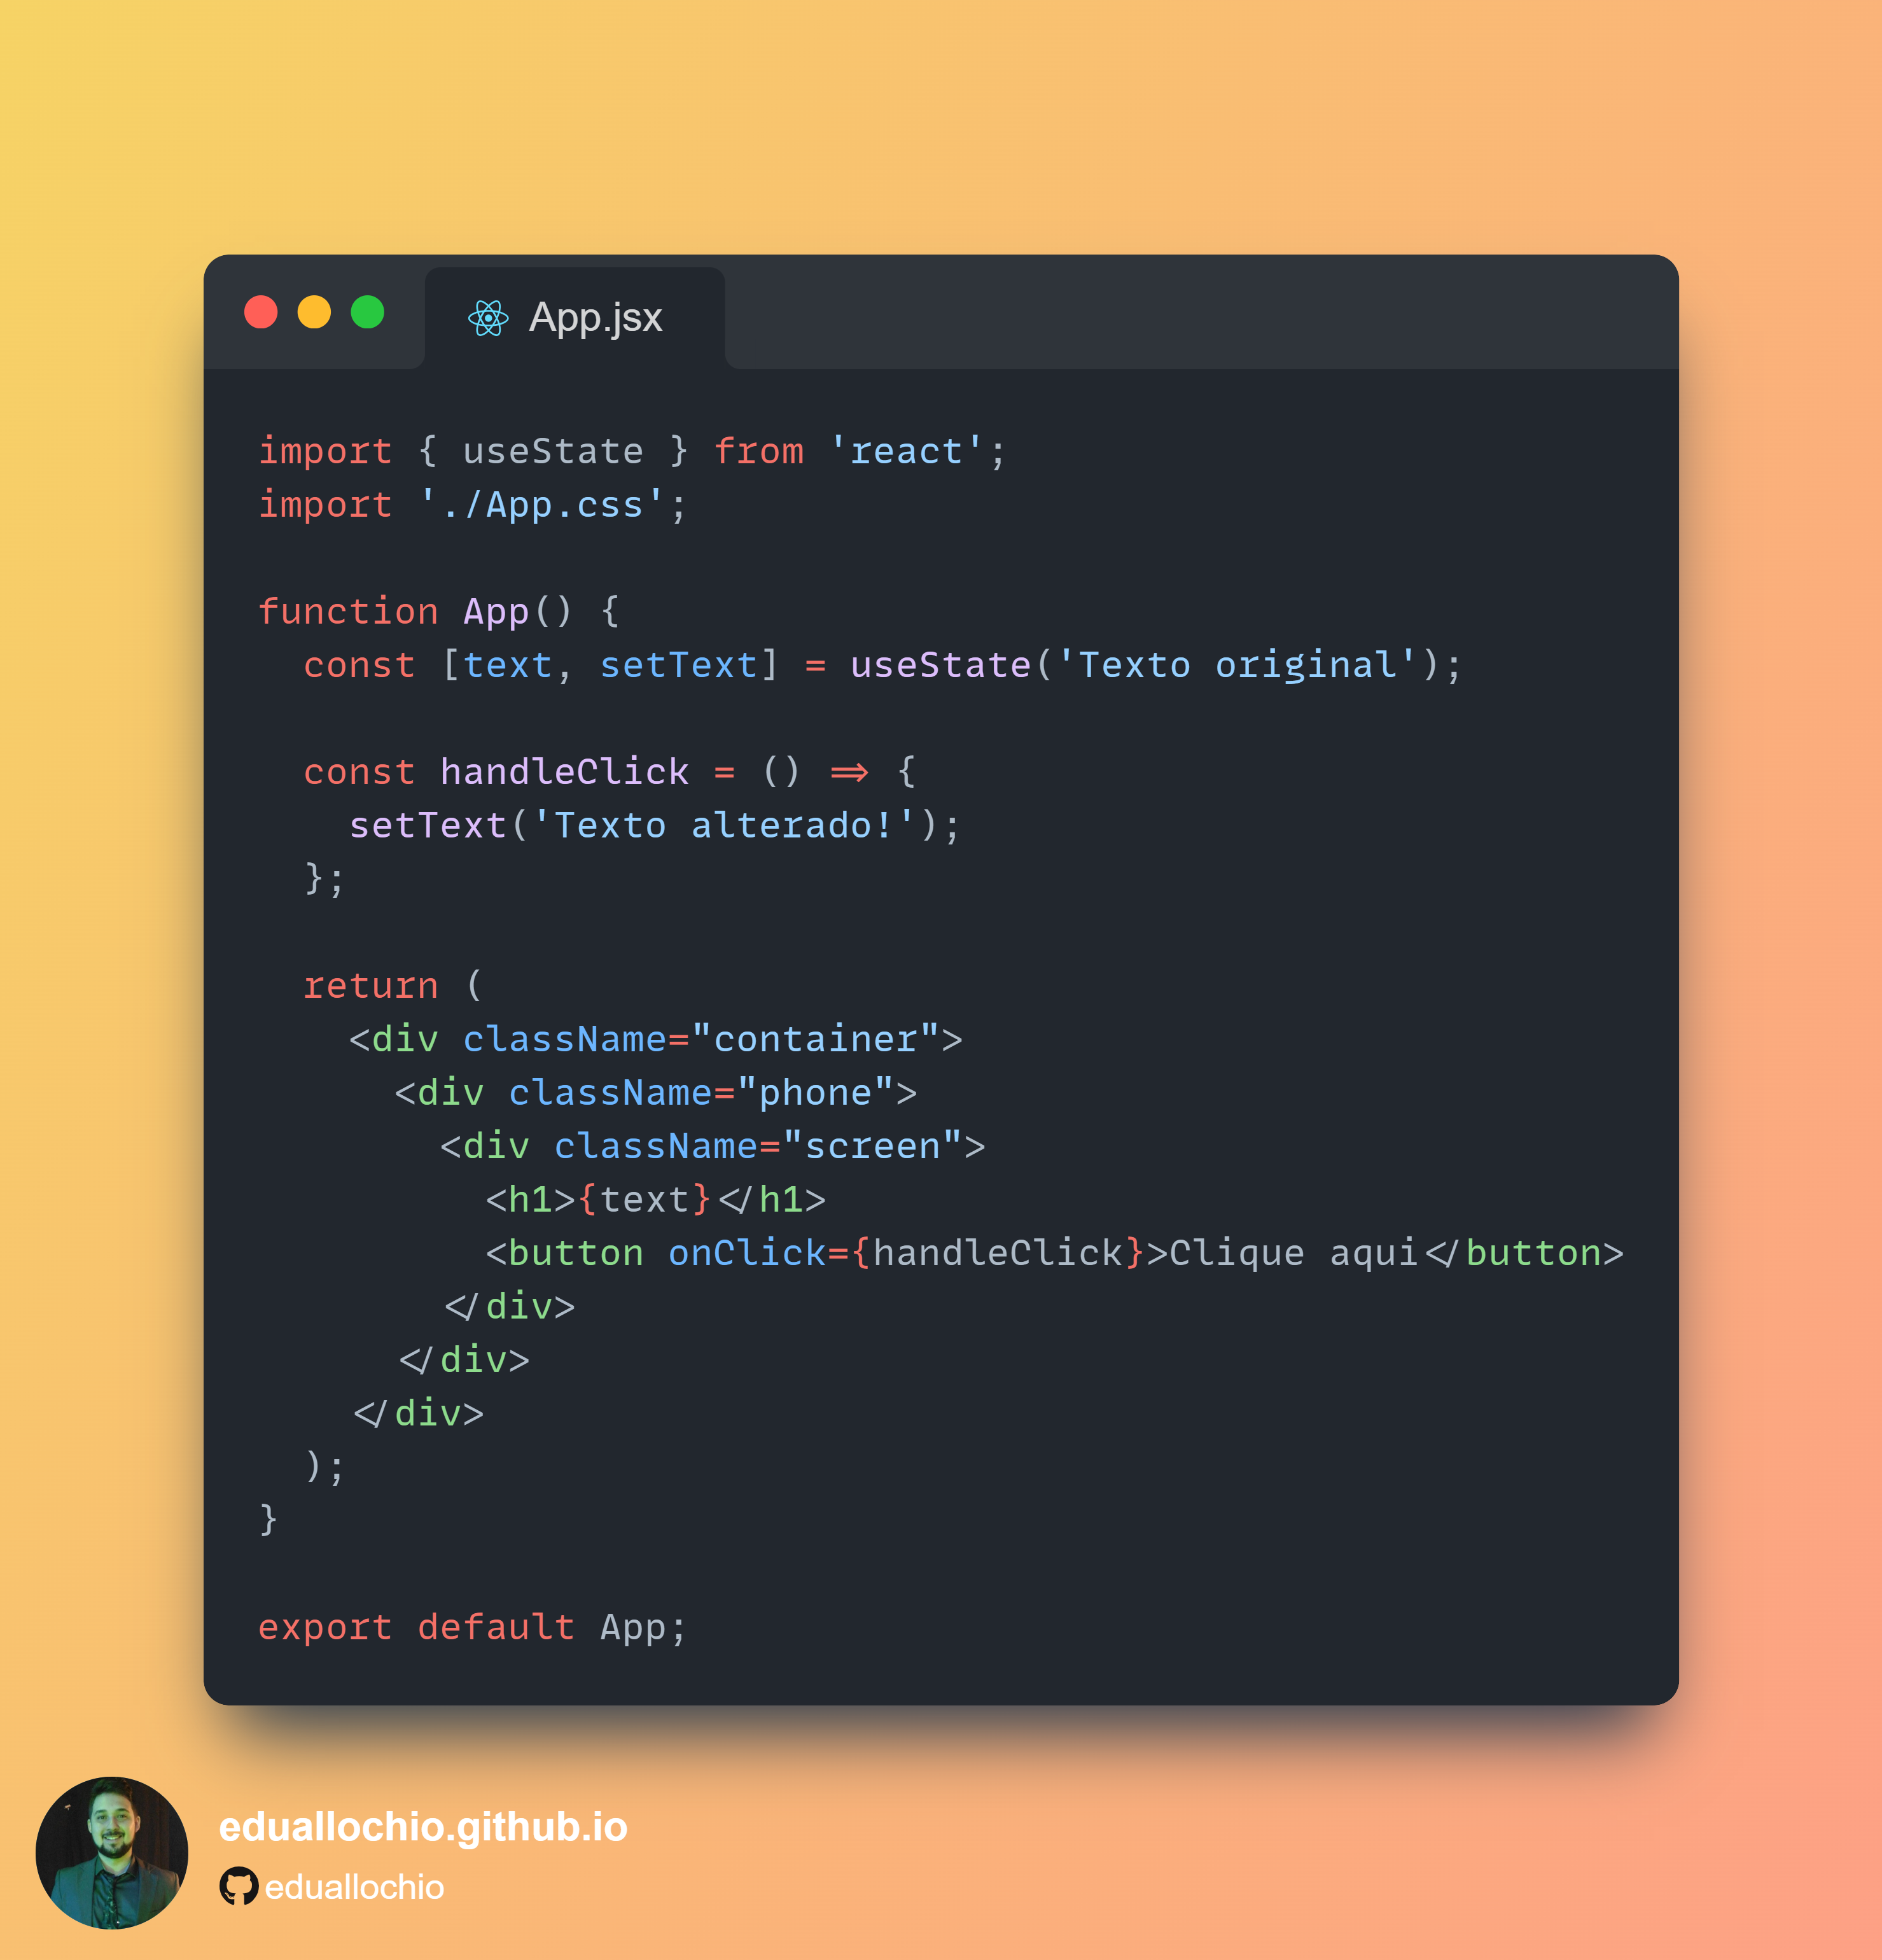 App.jsx
import { useState } from 'react';
import './App.css';
function App() {
  const [text, setText] = useState('Texto original');
  const handleClick = () => {
    setText('Texto alterado!');
  };
  return (
    <div className="container">
      <div className="phone">
        <div className="screen">
          <h1>{text}</h1>
          <button onClick={handleClick}>Clique aqui</button>
        </div>
      </div>
    </div>
  );
}
export default App;
eduallochio.github.io
eduallochio